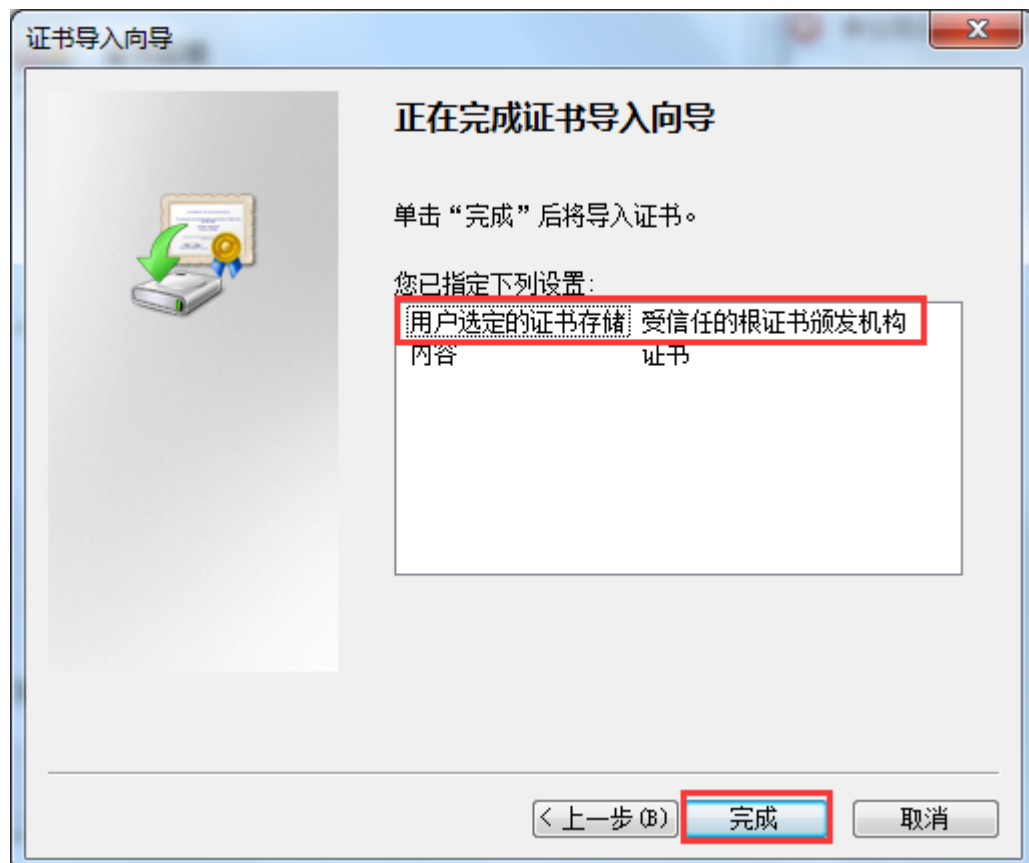 证书导入向导
正在完成证书导入向导
单击“完成”后将导入证书。
您已指定下列设置:
用户选定的证书存储 受信任的根证书颁发机构
内容 证书
< 上一步(B) 完成 取消